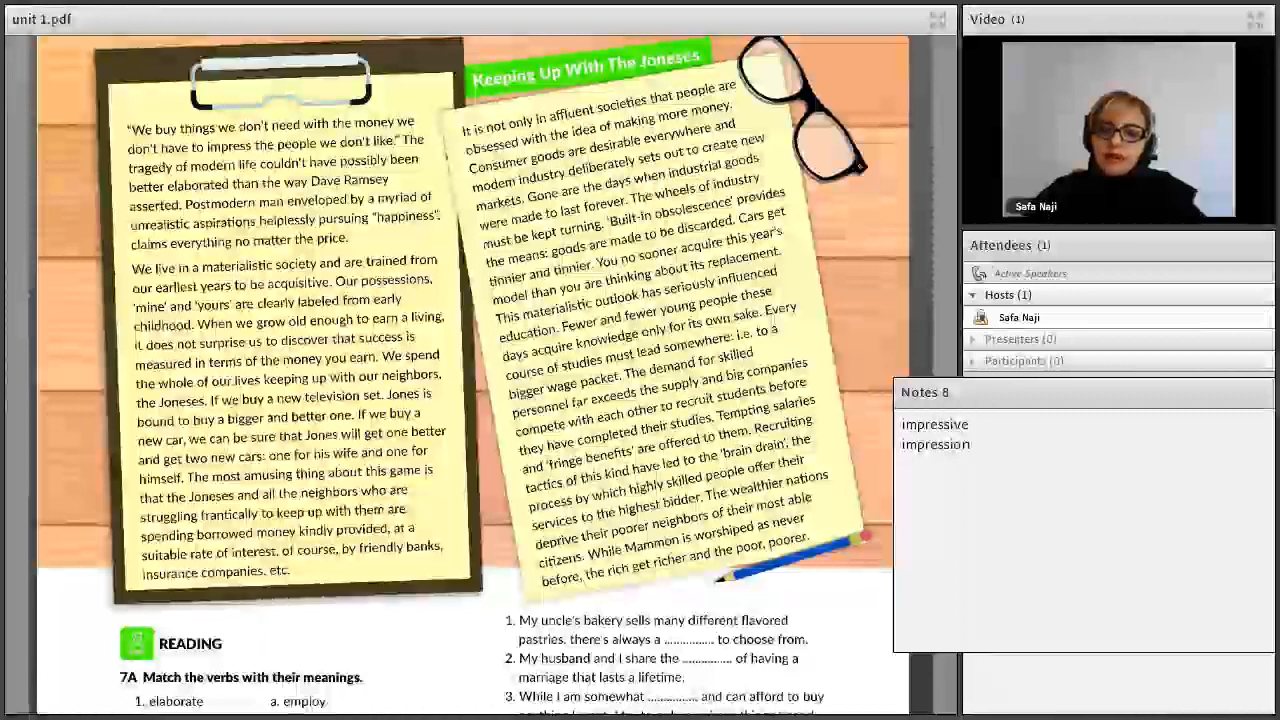 unit 1.pdf
Keeping Up With The Joneses
"We buy things we don't need with the money we
don't have to impress the people we don't like." The
tragedy of modern life couldn't have possibly been
better elaborated than the way Dave Ramsey
asserted. Postmodern man enveloped by a myriad of
unrealistic aspirations helplessly pursuing "happiness",
claims everything no matter the price.
We live in a materialistic society and are trained from
our earliest years to be acquisitive. Our possessions,
'mine' and 'yours' are clearly labeled from early
childhood. When we grow old enough to earn a living,
it does not surprise us to discover that success is
measured in terms of the money you earn. We spend
the whole of our lives keeping up with our neighbors,
the Joneses. If we buy a new television set, Jones is
bound to buy a bigger and better one. If we buy a
new car, we can be sure that Jones will get one better
and get two new cars: one for his wife and one for
himself. The most amusing thing about this game is
that the Joneses and all the neighbors who are
struggling frantically to keep up with them are
spending borrowed money kindly provided, at a
suitable rate of interest, of course, by friendly banks,
insurance companies, etc.
It is not only in affluent societies that people are
obsessed with the idea of making more money.
Consumer goods are desirable everywhere and
modern industry deliberately sets out to create new
markets. Gone are the days when industrial goods
were made to last forever. The wheels of industry
must be kept turning. 'Built-in obsolescence' provides
the means: goods are made to be discarded. Cars get
tinnier and tinnier. You no sooner acquire this year's
model than you are thinking about its replacement.
This materialistic outlook has seriously influenced
education. Fewer and fewer young people these
days acquire knowledge only for its own sake. Every
course of studies must lead somewhere: i.e. to a
bigger wage packet. The demand for skilled
personnel far exceeds the supply and big companies
compete with each other to recruit students before
they have completed their studies. Tempting salaries
and 'fringe benefits' are offered to them. Recruiting
tactics of this kind have led to the 'brain drain', the
process by which highly skilled people offer their
services to the highest bidder. The wealthier nations
deprive their poorer neighbors of their most able
citizens. While Mammon is worshiped as never
before, the rich get richer and the poor, poorer.
READING
7A Match the verbs with their meanings.
1. elaborate a. employ
1. My uncle's bakery sells many different flavored
pastries. there's always a ............... to choose from.
2. My husband and I share the ............... of having a
marriage that lasts a lifetime.
3. While I am somewhat ............... and can afford to buy
Video (1)
Safa Naji
Attendees (1)
Active Speakers
Hosts (1)
Safa Naji
Presenters (0)
Participants (0)
Notes 8
impressive
impression